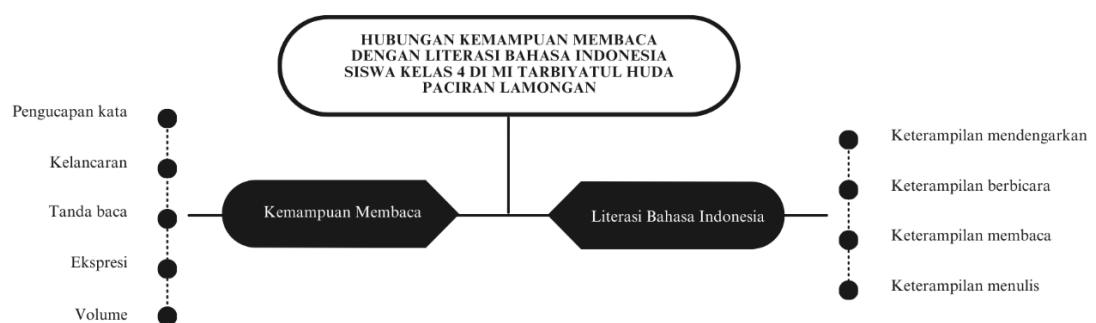 HUBUNGAN KEMAMPUAN MEMBACA
DENGAN LITERASI BAHASA INDONESIA
SISWA KELAS 4 DI MI TARBIYATUL HUDA
PACIRAN LAMONGAN
Pengucapan kata
Kelancaran
Tanda baca
Ekspresi
Volume
Kemampuan Membaca
Literasi Bahasa Indonesia
Keterampilan mendengarkan
Keterampilan berbicara
Keterampilan membaca
Keterampilan menulis